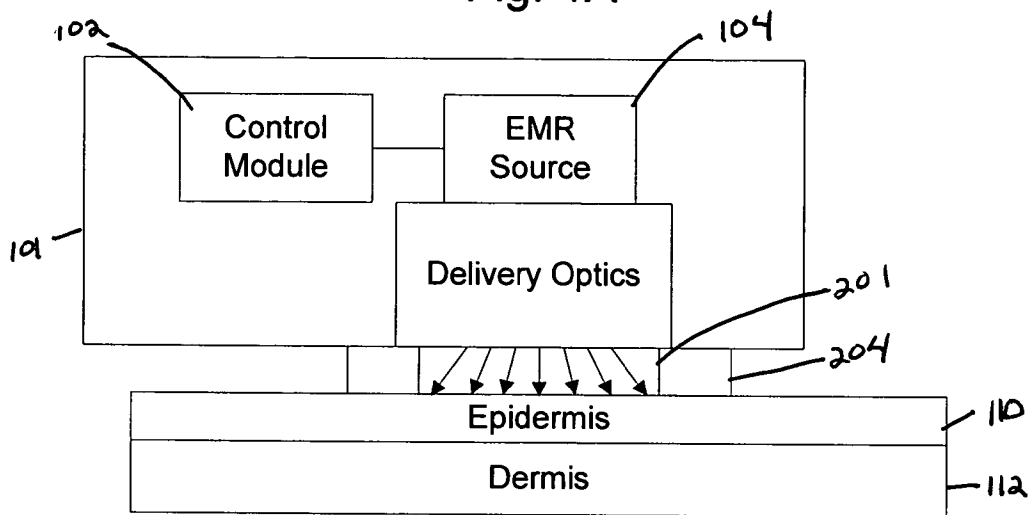 102
104
Control
Module
EMR
Source
101
Delivery Optics
201
204
Epidermis
110
Dermis
112